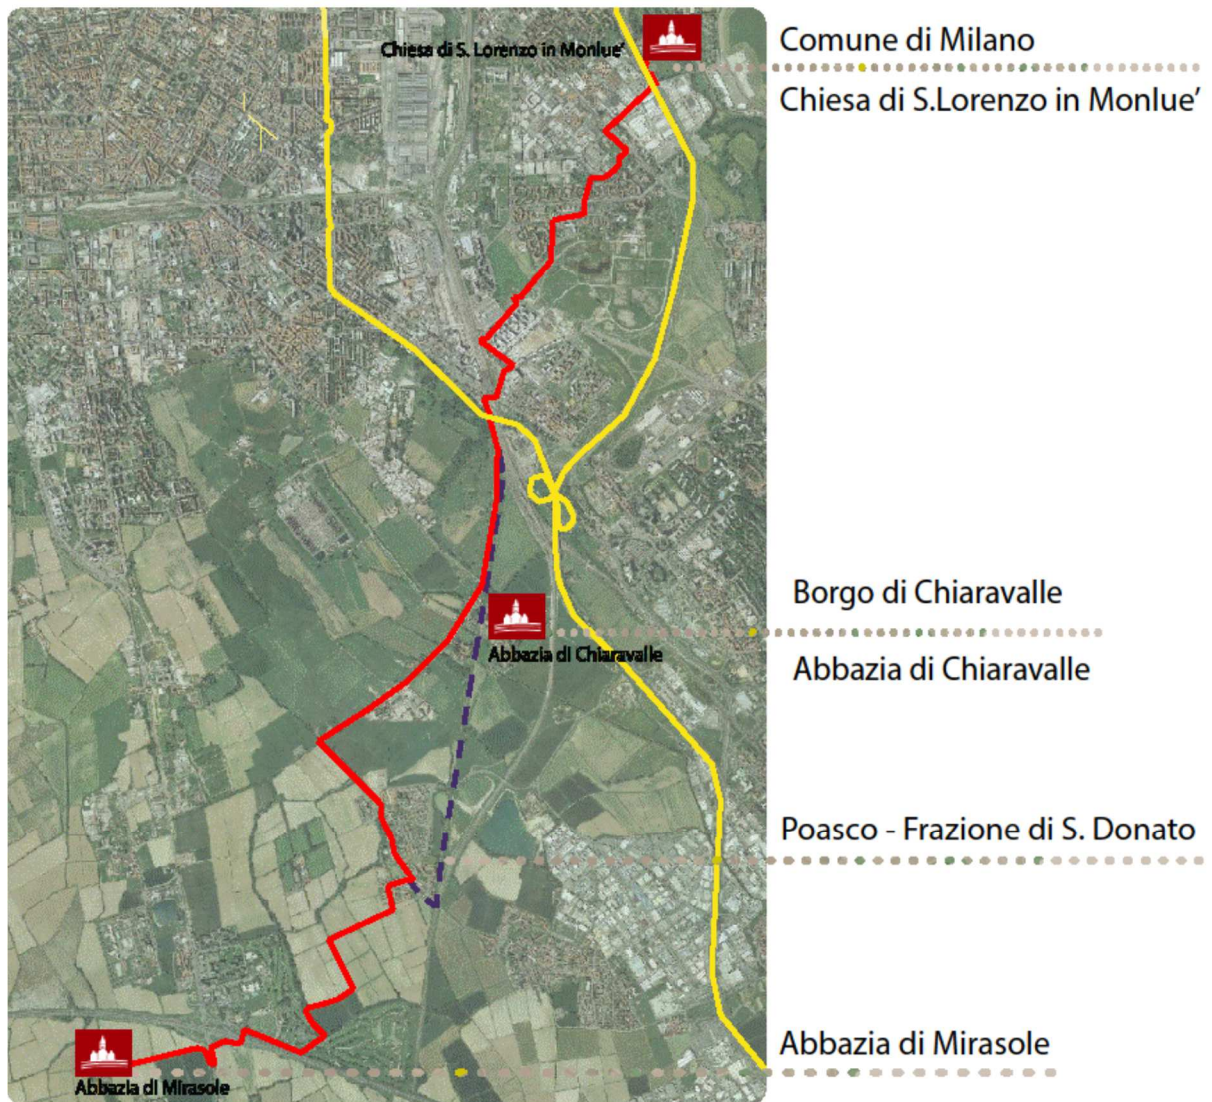 Chiesa di S. Lorenzo in Monlue'
Comune di Milano
Chiesa di S.Lorenzo in Monlue'
Borgo di Chiaravalle
Abbazia di Chiaravalle
Abbazia di Chiaravalle
Poasco - Frazione di S. Donato
Abbazia di Mirasole
Abbazia di Mirasole